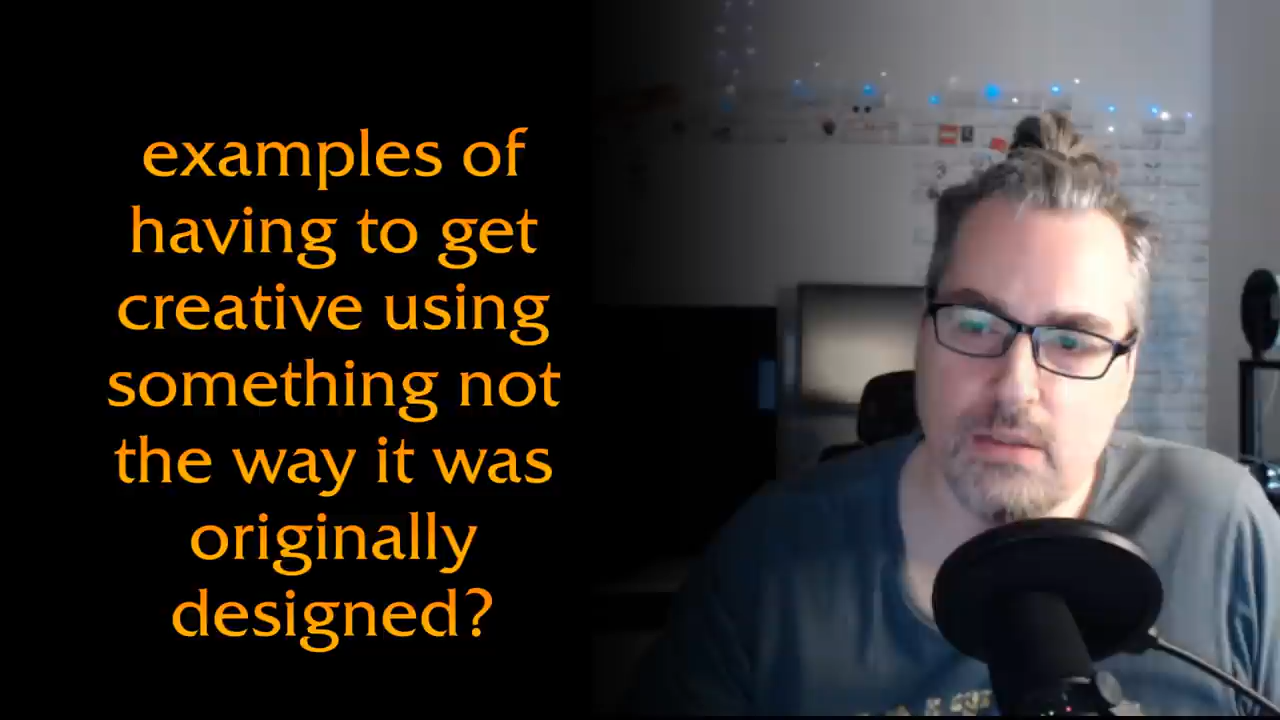 examples of
having to get
creative using
something not
the way it was
originally
designed?